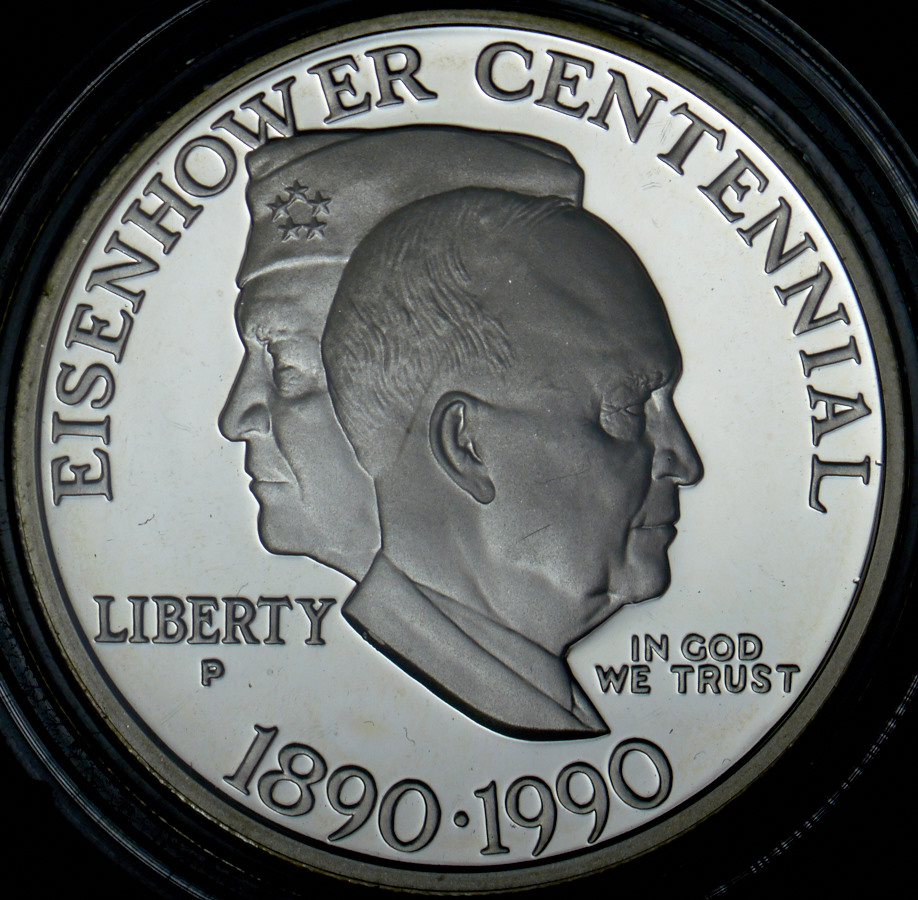 EISENHOWER CENTENNIAL
LIBERTY
P
IN GOD
WE TRUST
1890·1990